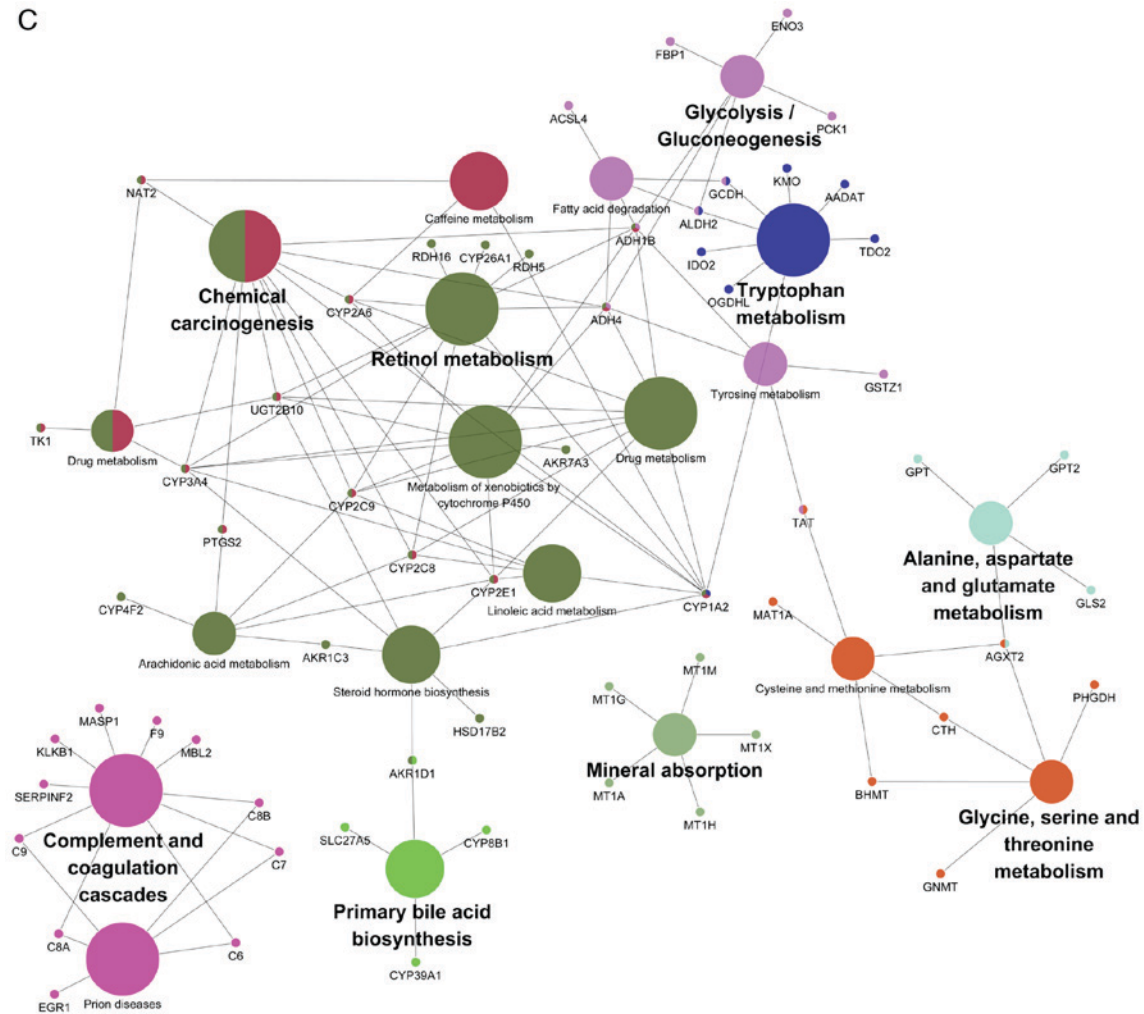 C
ENO3
FBP1
Glycolysis /
Gluconeogenesis
PCK1
ACSL4
NAT2
Caffeine metabolism
Fatty acid degradation
GCDH
KMO
AADAT
ALDH2
ADH1B
IDO2
TDO2
OGDHL
Tryptophan
metabolism
RDH16
CYP26A1
RDH5
Chemical
carcinogenesis
CYP2A6
ADH4
Retinol metabolism
Tyrosine metabolism
GSTZ1
UGT2B10
TK1
Drug metabolism
CYP3A4
AKR7A3
Drug metabolism
Metabolism of xenobiotics by
cytochrome P450
CYP2C9
GPT
GPT2
TAT
PTGS2
Alanine, aspartate
and glutamate
metabolism
CYP2C8
CYP2E1
Linoleic acid metabolism
CYP1A2
GLS2
CYP4F2
MAT1A
Arachidonic acid metabolism
AKR1C3
AGXT2
Steroid hormone biosynthesis
Cysteine and methionine metabolism
MT1M
PHGDH
MT1G
HSD17B2
CTH
MASP1
F9
KLKB1
MBL2
MT1X
Mineral absorption
AKR1D1
MT1A
BHMT
SERPINF2
C8B
MT1H
Glycine, serine and
threonine
metabolism
SLC27A5
CYP8B1
C9
Complement and
coagulation
cascades
C7
GNMT
Primary bile acid
biosynthesis
C8A
C6
CYP39A1
EGR1
Prion diseases